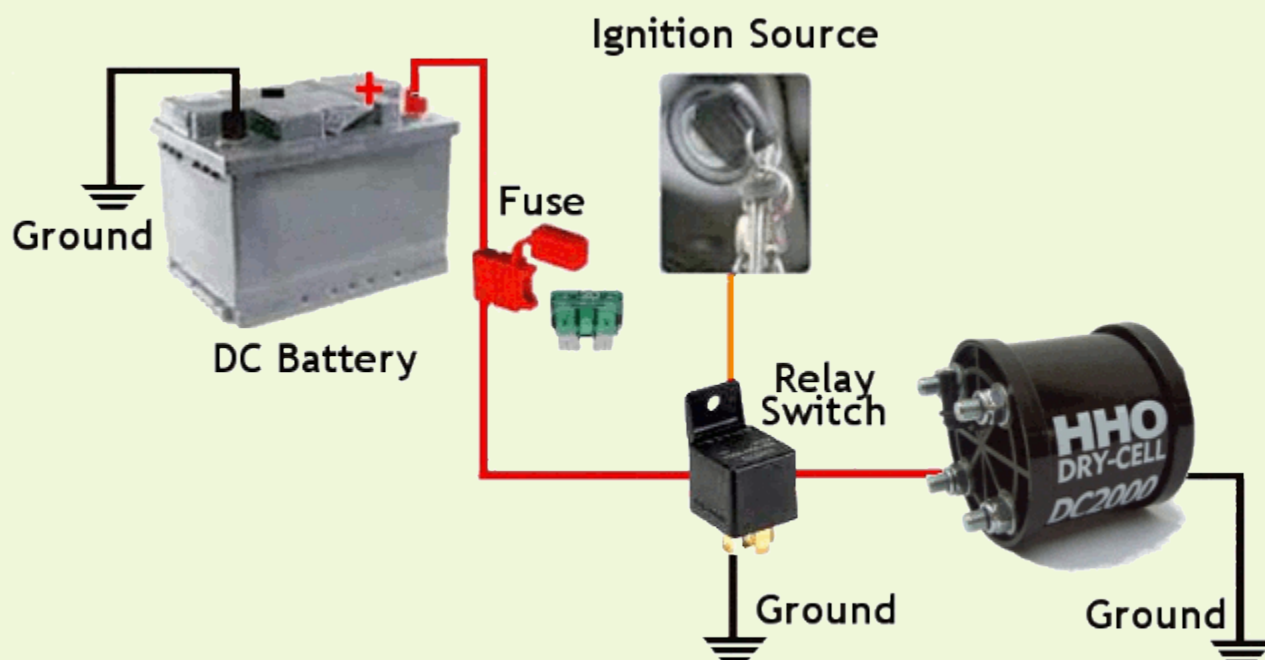 Ignition Source
+
Ground
Fuse
DC Battery
Relay
Switch
HHO
DRY-CELL
DC2000
Ground
Ground